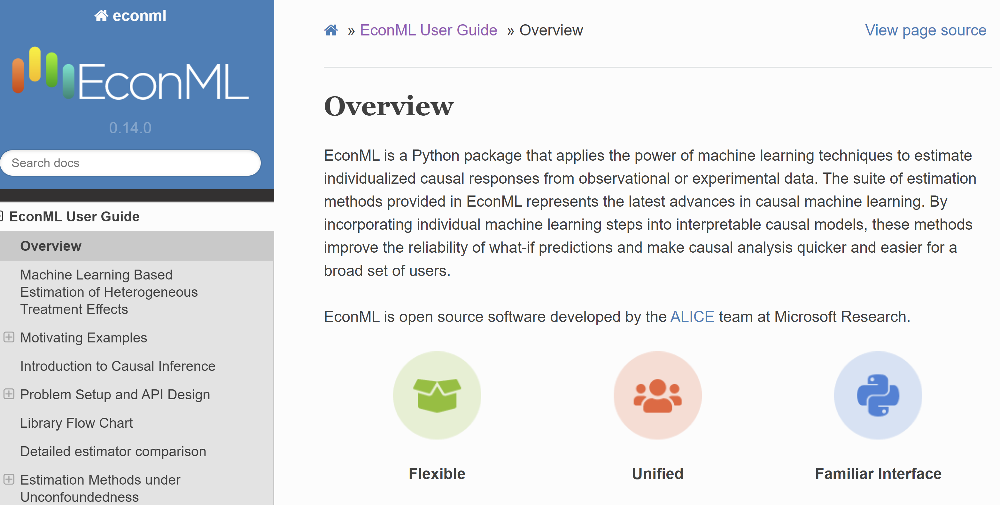 econml
EconML
0.14.0
Search docs
EconML User Guide
Overview
Machine Learning Based
Estimation of Heterogeneous
Treatment Effects
Motivating Examples
Introduction to Causal Inference
Problem Setup and API Design
Library Flow Chart
Detailed estimator comparison
Estimation Methods under
Unconfoundedness
» EconML User Guide » Overview
View page source
Overview
EconML is a Python package that applies the power of machine learning techniques to estimate
individualized causal responses from observational or experimental data. The suite of estimation
methods provided in EconML represents the latest advances in causal machine learning. By
incorporating individual machine learning steps into interpretable causal models, these methods
improve the reliability of what-if predictions and make causal analysis quicker and easier for a
broad set of users.
EconML is open source software developed by the ALICE team at Microsoft Research.
Flexible
Unified
Familiar Interface